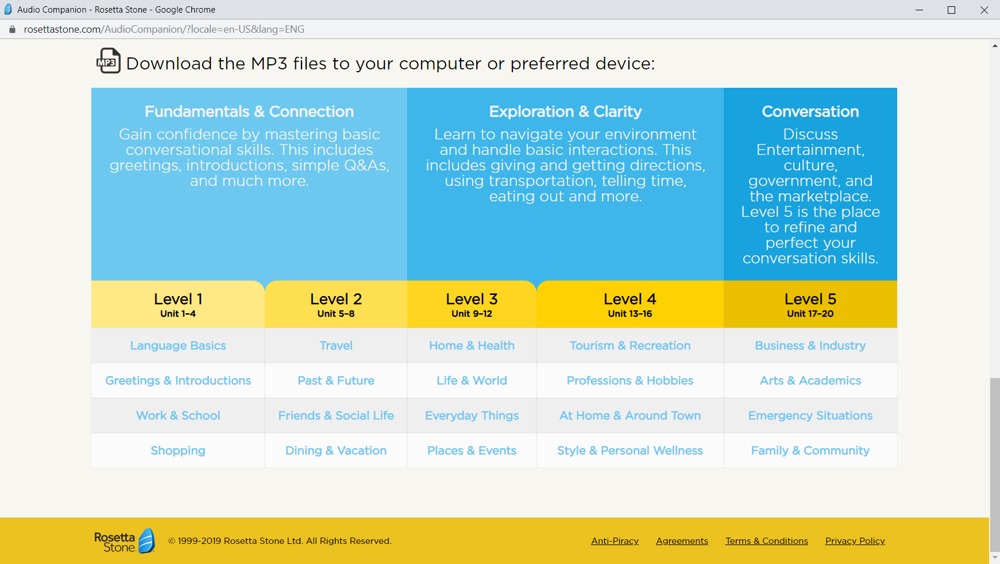 Audio Companion - Rosetta Stone - Google Chrome
rosettastone.com/AudioCompanion/?locale=en-US&lang=ENG
MP3
Download the MP3 files to your computer or preferred device:
Fundamentals & Connection
Gain confidence by mastering basic
conversational skills. This includes
greetings, introductions, simple Q&As,
and much more.
Exploration & Clarity
Learn to navigate your environment
and handle basic interactions. This
includes giving and getting directions,
using transportation, telling time,
eating out and more.
Conversation
Discuss
Entertainment,
culture,
government, and
the marketplace.
Level 5 is the place
to refine and
perfect your
conversation skills.
Level 1 Level 2 Level 3 Level 4 Level 5
Unit 1–4 Unit 5–8 Unit 9–12 Unit 13–16 Unit 17–20
Language Basics Travel Home & Health Tourism & Recreation Business & Industry
Greetings & Introductions Past & Future Life & World Professions & Hobbies Arts & Academics
Work & School Friends & Social Life Everyday Things At Home & Around Town Emergency Situations
Shopping Dining & Vacation Places & Events Style & Personal Wellness Family & Community
Rosetta
Stone
© 1999-2019 Rosetta Stone Ltd. All Rights Reserved. Anti-Piracy Agreements Terms & Conditions Privacy Policy